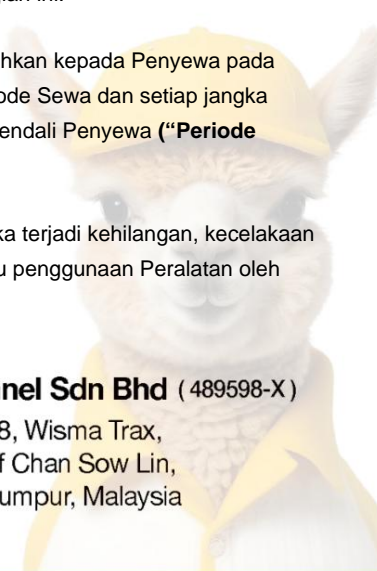 hkan kepada Penyewa pada
ode Sewa dan setiap jangka
endali Penyewa (“Periode
ka terjadi kehilangan, kecelakaan
u penggunaan Peralatan oleh
nel Sdn Bhd (489598-X)
8, Wisma Trax,
f Chan Sow Lin,
umpur, Malaysia